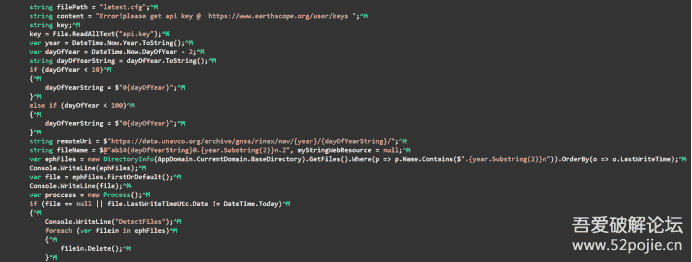 string filePath = "latest.cfg";^M
string content = "Error!please get api key @  https://www.earthscope.org/user/keys ";^M
string key;^M
key = File.ReadAllText("api.key");^M
var year = DateTime.Now.Year.ToString();^M
var dayOfYear = DateTime.Now.DayOfYear - 2;^M
string dayOfYearString = dayOfYear.ToString();^M
if (dayOfYear < 10)^M
{^M
dayOfYearString = $"0{dayOfYear}";^M
}^M
else if (dayOfYear < 100)^M
{^M
dayOfYearString = $"0{dayOfYear}";^M
}^M
string remoteUri = $"https://data.unavco.org/archive/gnss/rinex/nav/{year}/{dayOfYearString}/";^M
string fileName = $@"ab14{dayOfYearString}0.{year.Substring(2)}n.Z", myStringWebResource = null;^M
var ephFiles = new DirectoryInfo(AppDomain.CurrentDomain.BaseDirectory).GetFiles().Where(p => p.Name.Contains($".{year.Substring(2)}n")).OrderBy(o => o.LastWriteTime);^M
Console.WriteLine(ephFiles);^M
var file = ephFiles.FirstOrDefault();^M
Console.WriteLine(file);^M
var proccess = new Process();^M
if (file == null || file.LastWriteTimeUtc.Date != DateTime.Today)^M
{^M
Console.WriteLine("DetectFiles");^M
foreach (var filein in ephFiles)^M
{^M
filein.Delete();^M
}^M
吾爱破解论坛
www.52pojie.cn